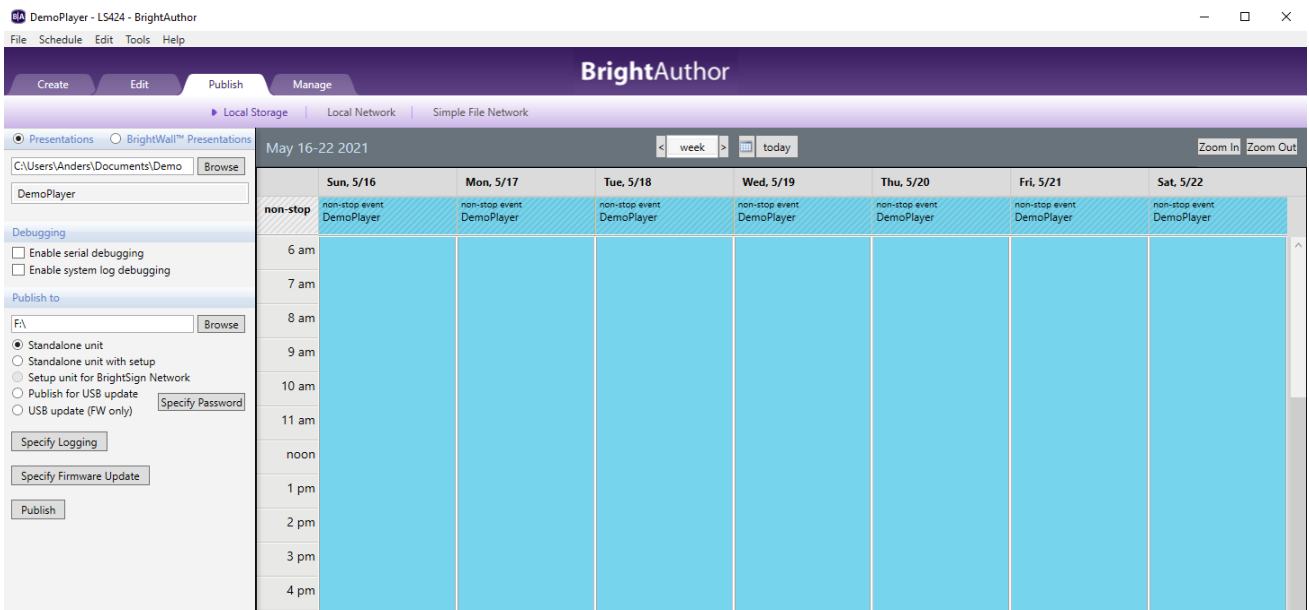 B|A DemoPlayer - LS424 - BrightAuthor
File Schedule Edit Tools Help
BrightAuthor
Create Edit Publish Manage
Local Storage Local Network Simple File Network
Presentations BrightWall™ Presentations
C:\Users\Anders\Documents\Demo Browse
DemoPlayer
Debugging
Enable serial debugging
Enable system log debugging
Publish to
F:\ Browse
Standalone unit
Standalone unit with setup
Setup unit for BrightSign Network
Publish for USB update
USB update (FW only)
Specify Password
Specify Logging
Specify Firmware Update
Publish
May 16-22 2021 < week > today Zoom In Zoom Out
Sun, 5/16 Mon, 5/17 Tue, 5/18 Wed, 5/19 Thu, 5/20 Fri, 5/21 Sat, 5/22
non-stop
non-stop event non-stop event non-stop event non-stop event non-stop event non-stop event non-stop event
DemoPlayer DemoPlayer DemoPlayer DemoPlayer DemoPlayer DemoPlayer DemoPlayer
6 am
7 am
8 am
9 am
10 am
11 am
noon
1 pm
2 pm
3 pm
4 pm